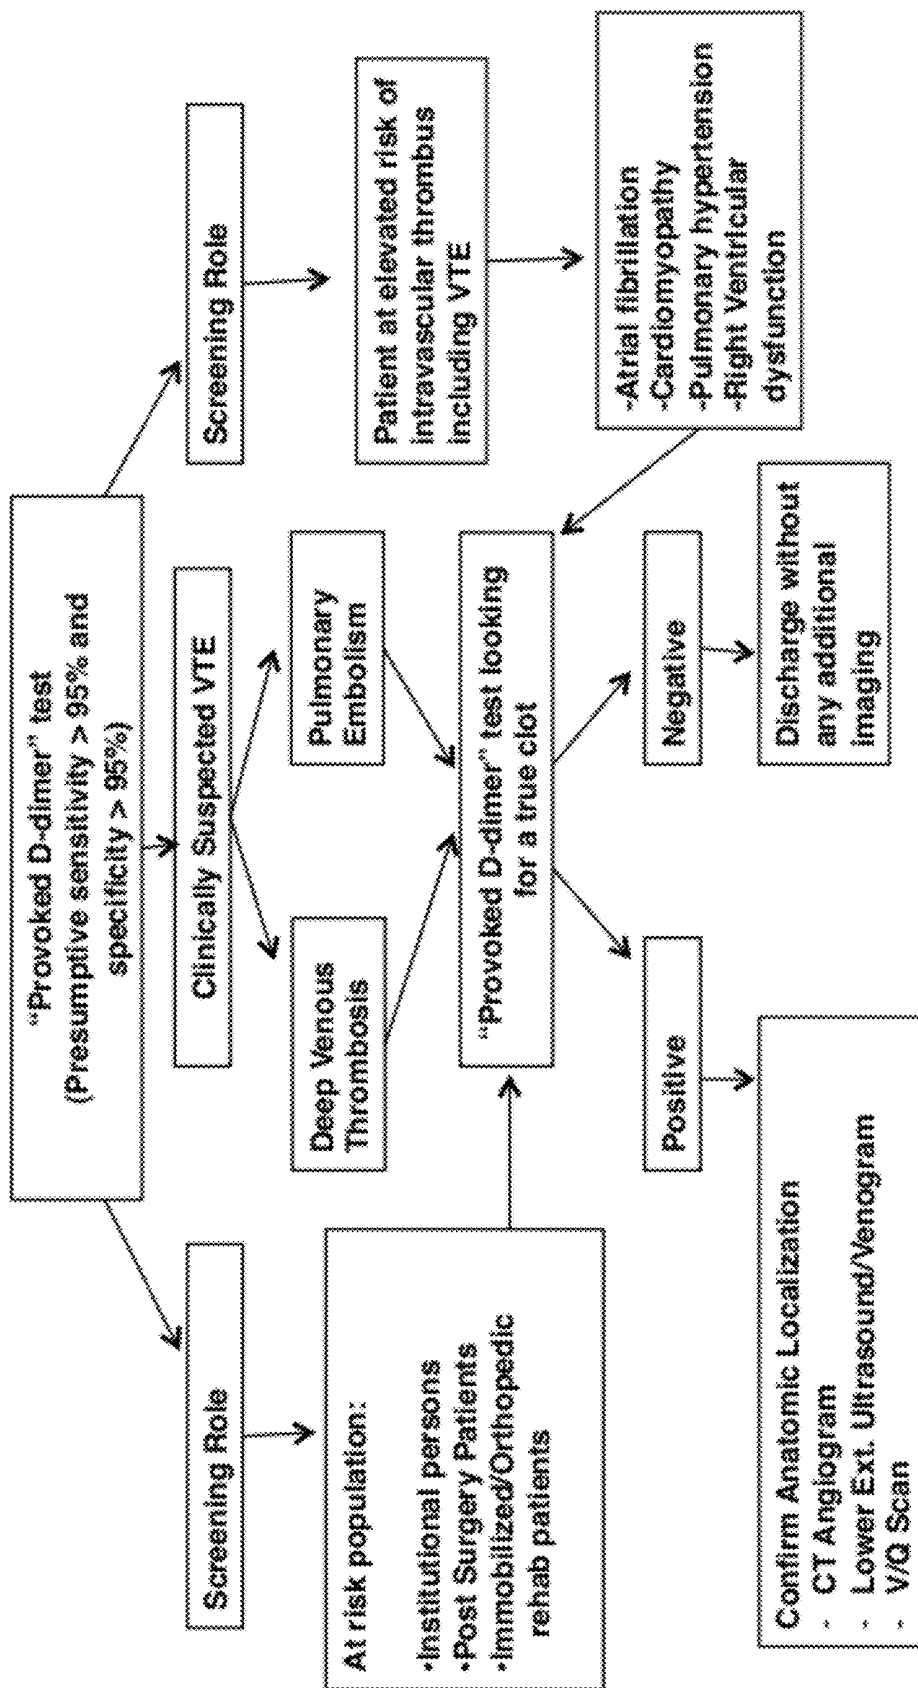 "Provoked D-dimer" test
(Presumptive sensitivity > 95% and
specificity > 95%)
Screening Role
Clinically Suspected VTE
Screening Role
At risk population:
•Institutional persons
•Post Surgery Patients
•Immobilized/Orthopedic
rehab patients
Deep Venous
Thrombosis
Pulmonary
Embolism
Patient at elevated risk of
intravascular thrombus
including VTE
"Provoked D-dimer" test looking
for a true clot
-Atrial fibrillation
-Cardiomyopathy
-Pulmonary hypertension
-Right Ventricular
dysfunction
Positive
Negative
Confirm Anatomic Localization
- CT Angiogram
- Lower Ext. Ultrasound/Venogram
- V/Q Scan
Discharge without
any additional
imaging